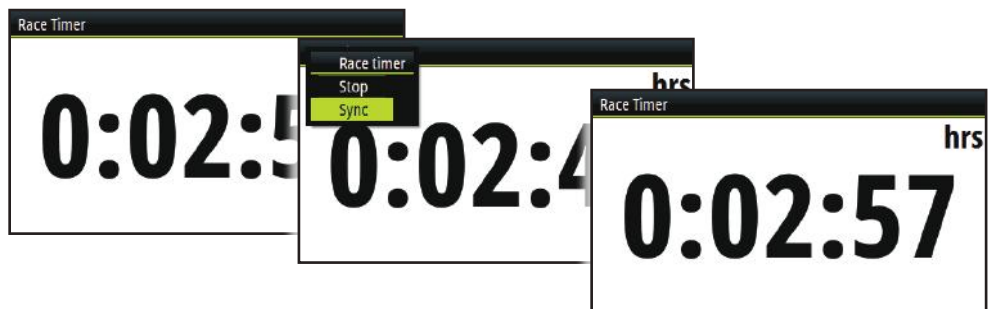 Race Timer
0:02:5
Race timer
Stop
Sync
hrs
0:02:4
Race Timer
hrs
0:02:57